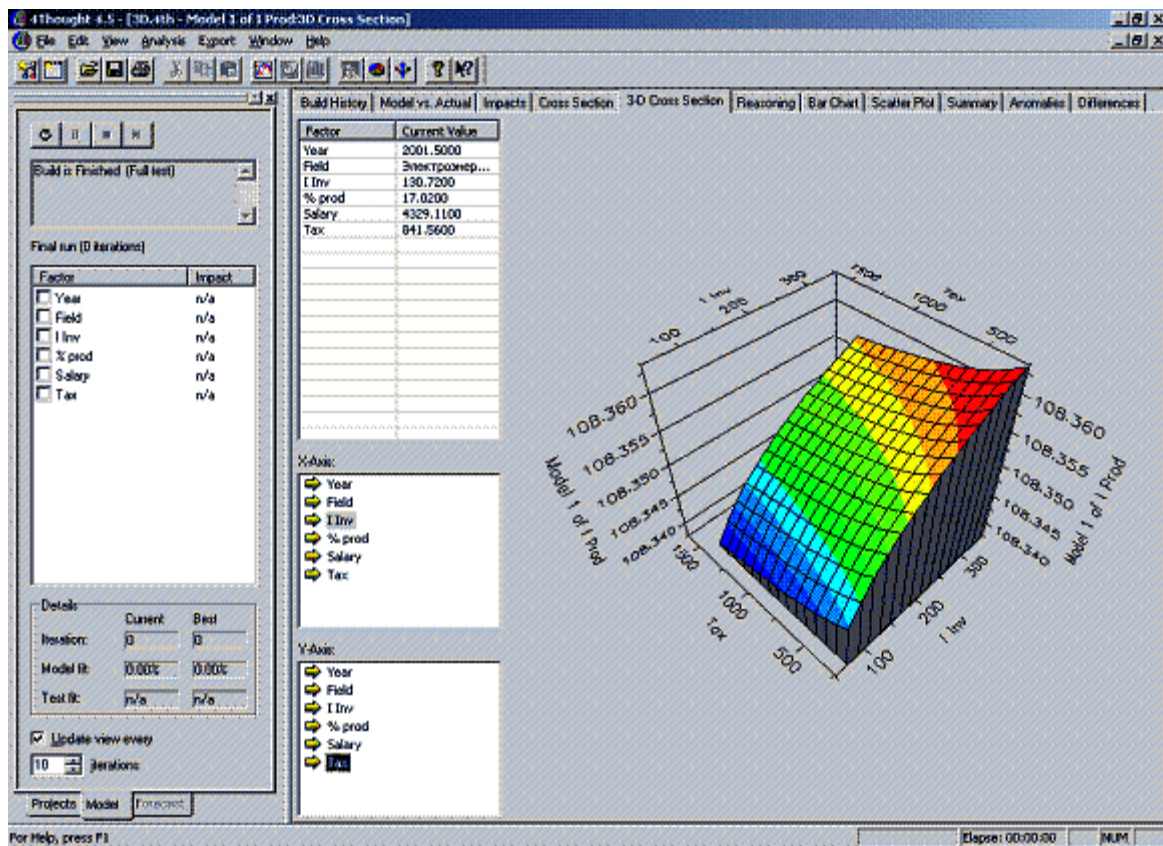 4Thought 4.5 - [3D.4th - Model 1 of I Prod:3D Cross Section]
File Edit View Analysis Export Window Help
Build History Model vs. Actual Impacts Cross Section 3-D Cross Section Reasoning Bar Chart Scatter Plot Summary Anomalies Differences
Build is Finished (Full test)
Final run (0 iterations)
Factor Impact
Year n/a
Field n/a
I Inv n/a
% prod n/a
Salary n/a
Tax n/a
Details
Current Best
Iteration: 0 0
Model fit: 0.00% 0.00%
Test fit: n/a n/a
Update view every
10 iterations
Projects Model Forecast
Factor Current Value
Year 2001.5000
Field Электроэнер...
I Inv 130.7200
% prod 17.0200
Salary 4329.1100
Tax 841.5600
X-Axis:
Year
Field
I Inv
% prod
Salary
Tax
Y-Axis:
Year
Field
I Inv
% prod
Salary
Tax
I Inv
100 200 300
Tax
1500 1000 500
Model 1 of I Prod
108.360
108.355
108.350
108.345
108.340
Model 1 of I Prod
108.360
108.355
108.350
108.345
108.340
Tax
1500 1000 500
I Inv
100 200 300
For Help, press F1
Elapse: 00:00:00 NUM